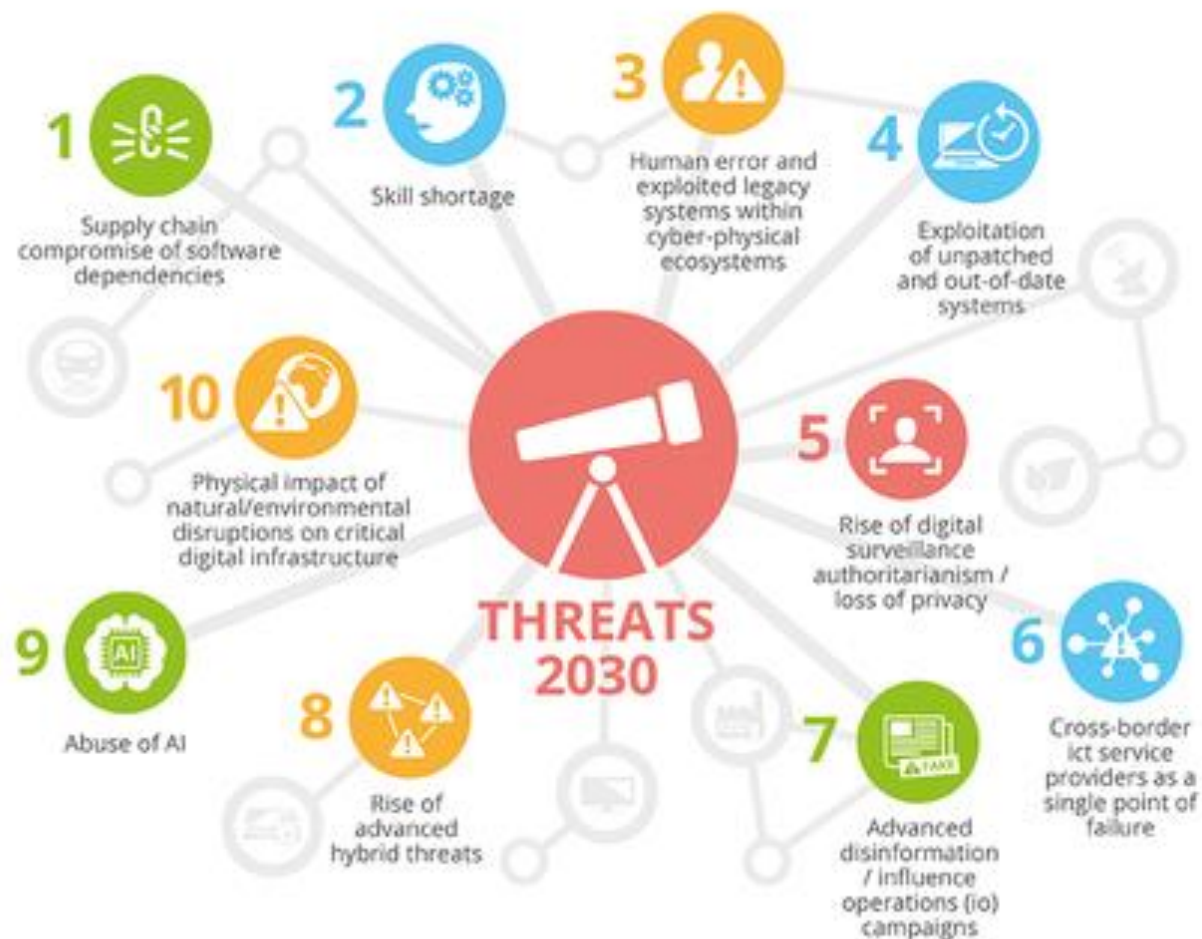 1
Supply chain
compromise of software
dependencies
2
Skill shortage
3
Human error and
exploited legacy
systems within
cyber-physical
ecosystems
4
Exploitation
of unpatched
and out-of-date
systems
5
Rise of digital
surveillance
authoritarianism /
loss of privacy
6
Cross-border
ict service
providers as a
single point of
failure
7
FAKE
Advanced
disinformation
/ influence
operations (io)
campaigns
8
Rise of
advanced
hybrid threats
9
AI
Abuse of AI
10
Physical impact of
natural/environmental
disruptions on critical
digital infrastructure
THREATS
2030